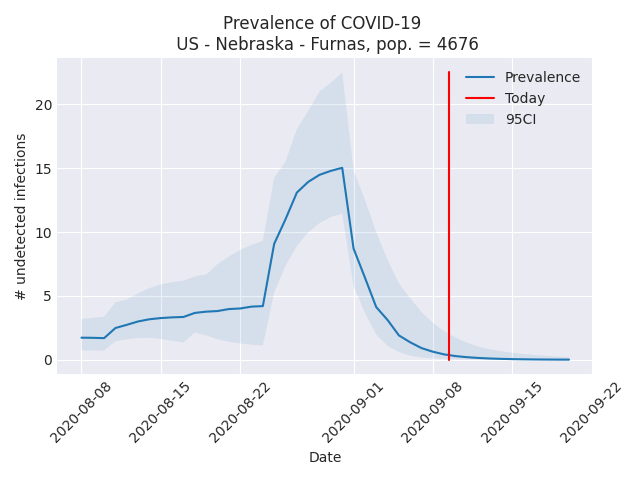 Prevalence of COVID-19
US - Nebraska - Furnas, pop. = 4676
Prevalence
Today
95CI
# undetected infections
20
15
10
5
0
2020-08-08
2020-08-15
2020-08-22
2020-09-01
2020-09-08
2020-09-15
2020-09-22
Date